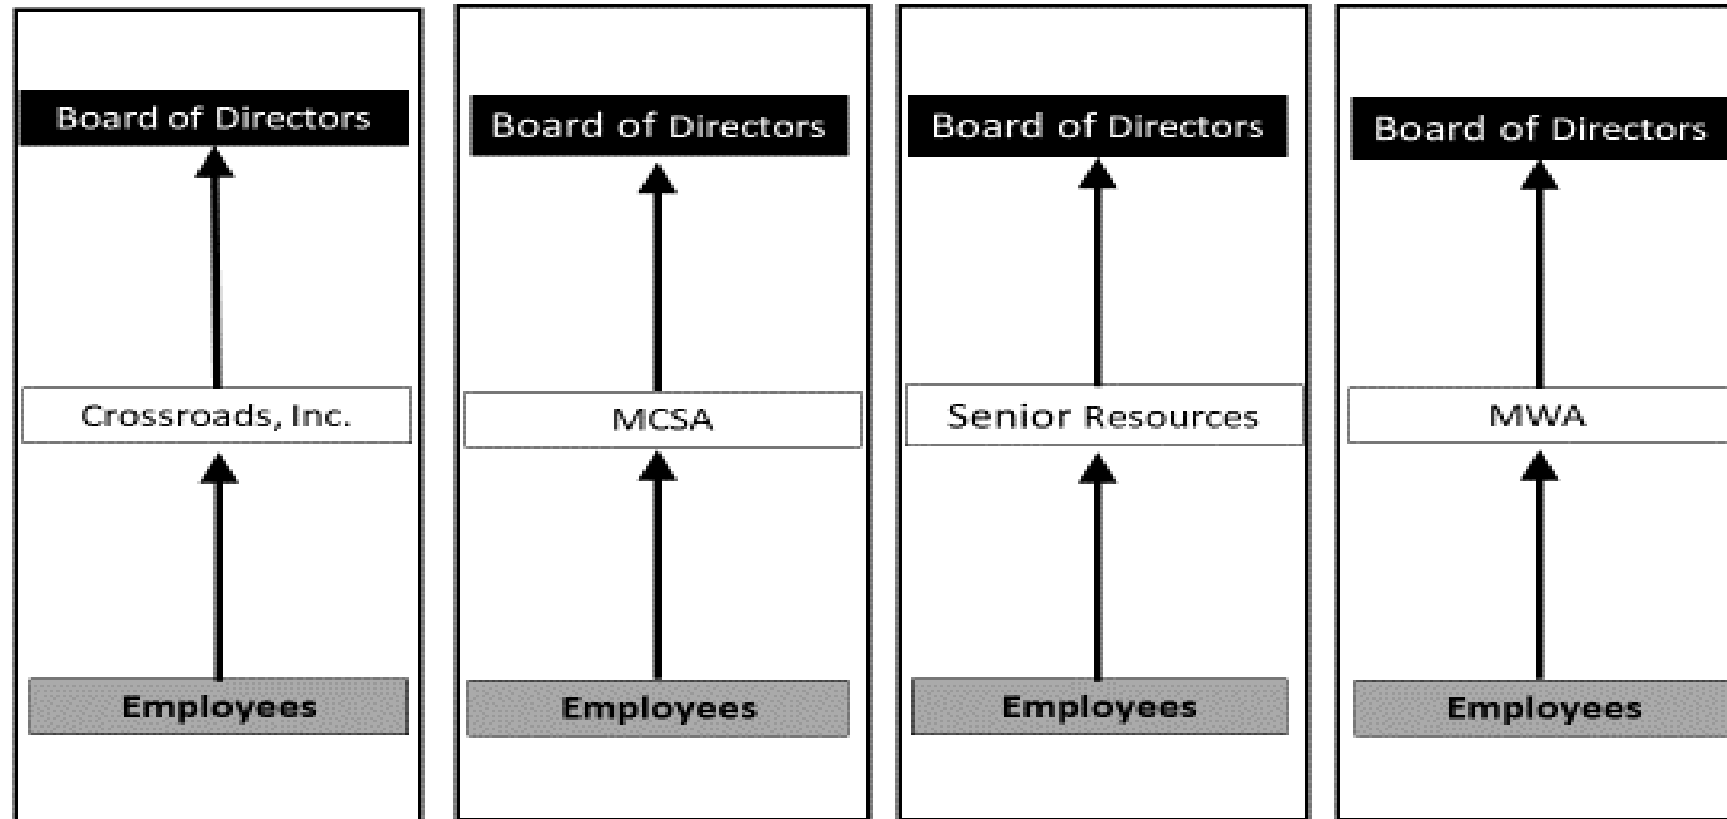 Board of Directors
Crossroads, Inc.
Employees
Board of Directors
MCSA
Employees
Board of Directors
Senior Resources
Employees
Board of Directors
MWA
Employees